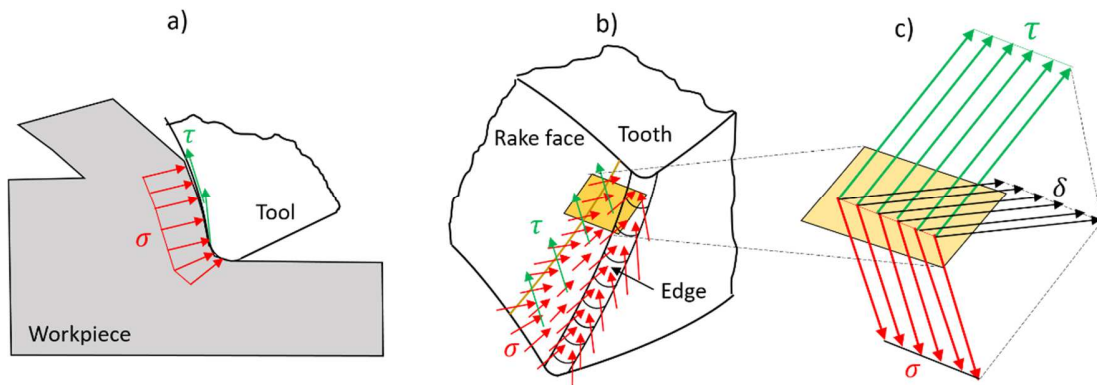 a)
τ
σ
Tool
Workpiece
b)
Rake face
Tooth
τ
σ
Edge
c)
τ
δ
σ